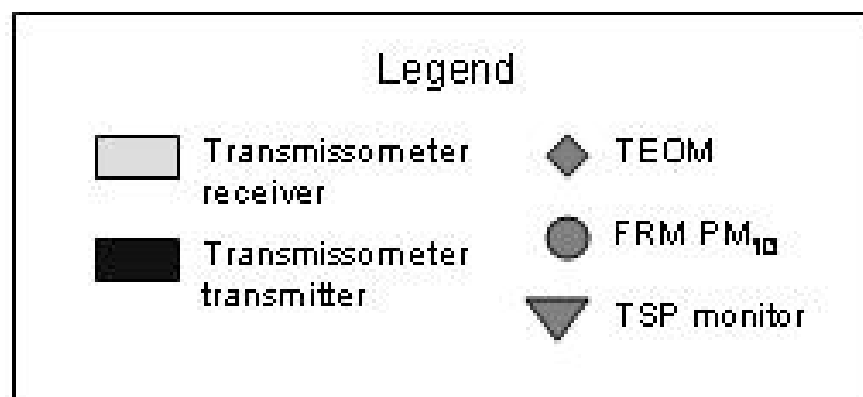 Legend
Transmissometer
receiver
Transmissometer
transmitter
TEOM
FRM PM₁₀
TSP monitor